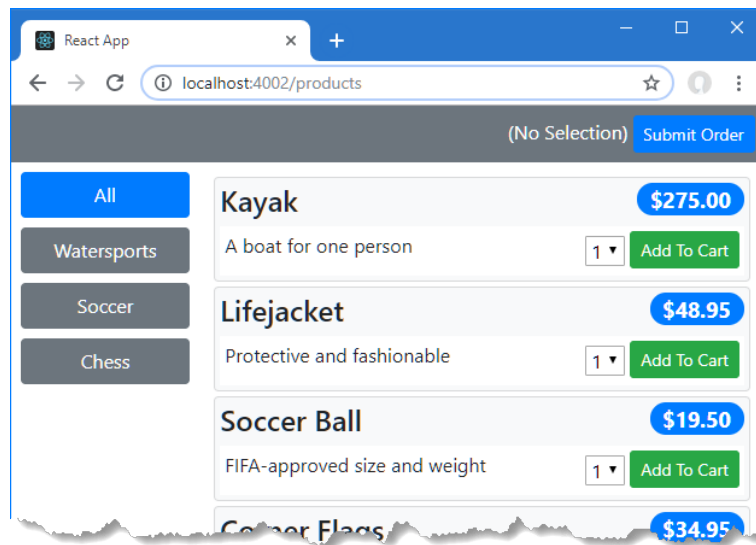 React App
localhost:4002/products
(No Selection) Submit Order
All
Watersports
Soccer
Chess
Kayak $275.00
A boat for one person 1 Add To Cart
Lifejacket $48.95
Protective and fashionable 1 Add To Cart
Soccer Ball $19.50
FIFA-approved size and weight 1 Add To Cart
Corner Flags $34.95